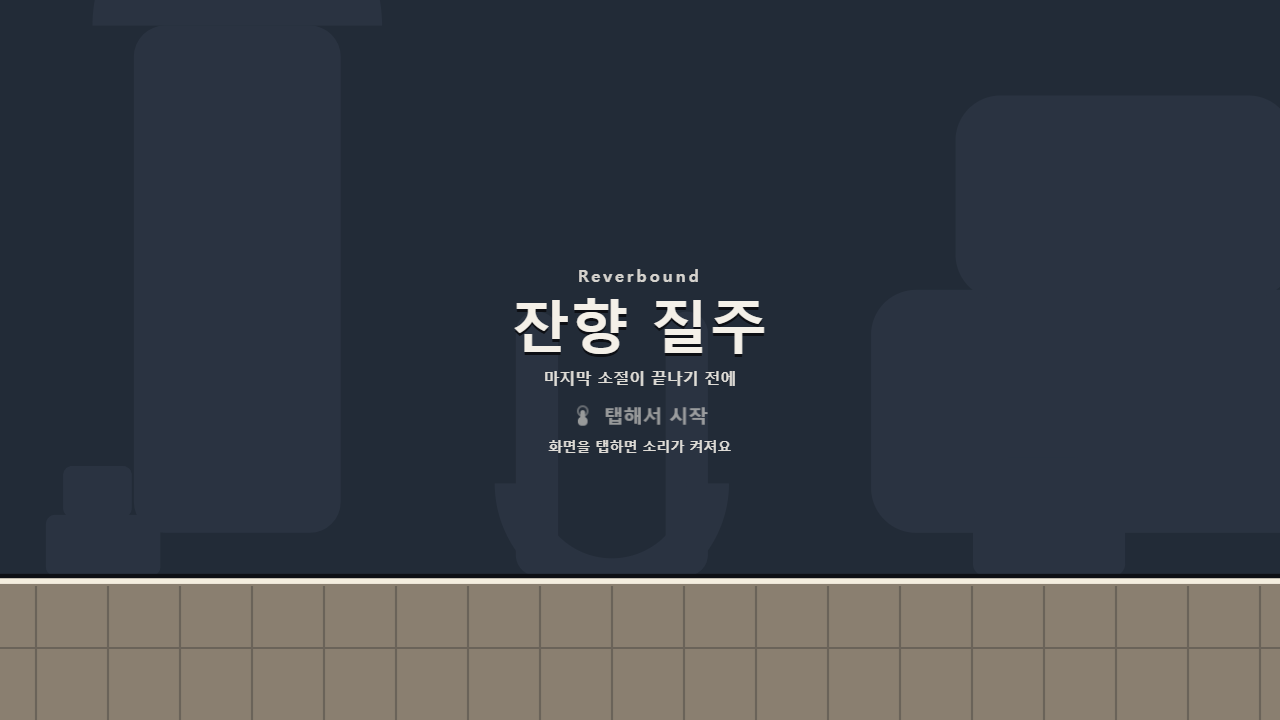 Reverbound
잔향 질주
마지막 소절이 끝나기 전에
탭해서 시작
화면을 탭하면 소리가 켜져요